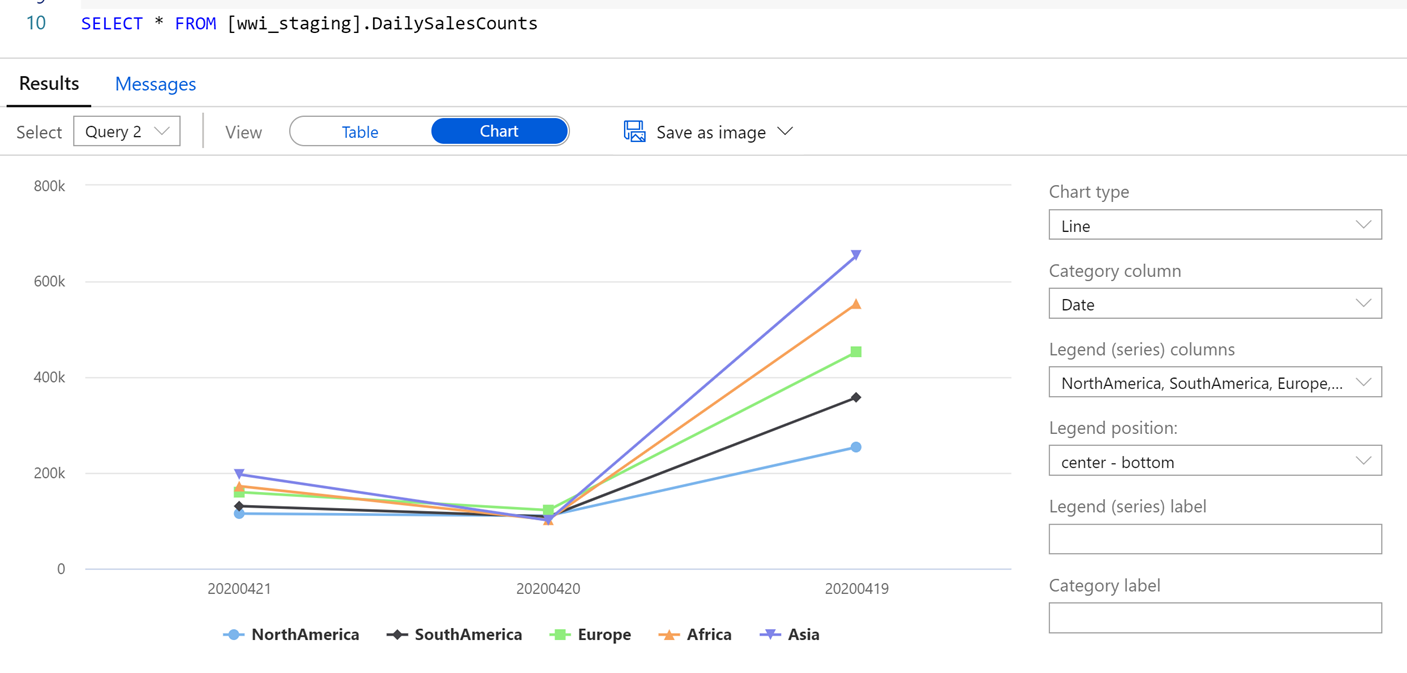 10 SELECT * FROM [wwi_staging].DailySalesCounts
Results Messages
Select Query 2 View Table Chart Save as image
800k
600k
400k
200k
0
20200421 20200420 20200419
NorthAmerica SouthAmerica Europe Africa Asia
Chart type
Line
Category column
Date
Legend (series) columns
NorthAmerica, SouthAmerica, Europe,...
Legend position:
center - bottom
Legend (series) label
Category label